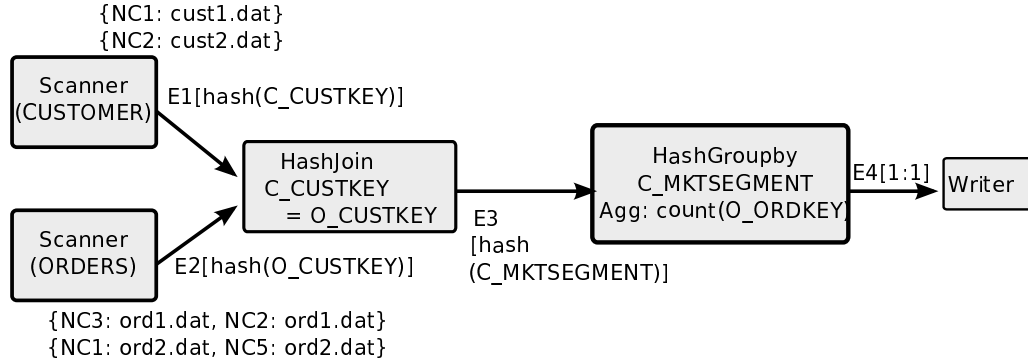 {NC1: cust1.dat}
{NC2: cust2.dat}
Scanner
(CUSTOMER)
E1[hash(C_CUSTKEY)]
HashJoin
C_CUSTKEY
= O_CUSTKEY
Scanner
(ORDERS)
E2[hash(O_CUSTKEY)]
{NC3: ord1.dat, NC2: ord1.dat}
{NC1: ord2.dat, NC5: ord2.dat}
E3
[hash
(C_MKTSEGMENT)]
HashGroupby
C_MKTSEGMENT
Agg: count(O_ORDKEY)
E4[1:1]
Writer